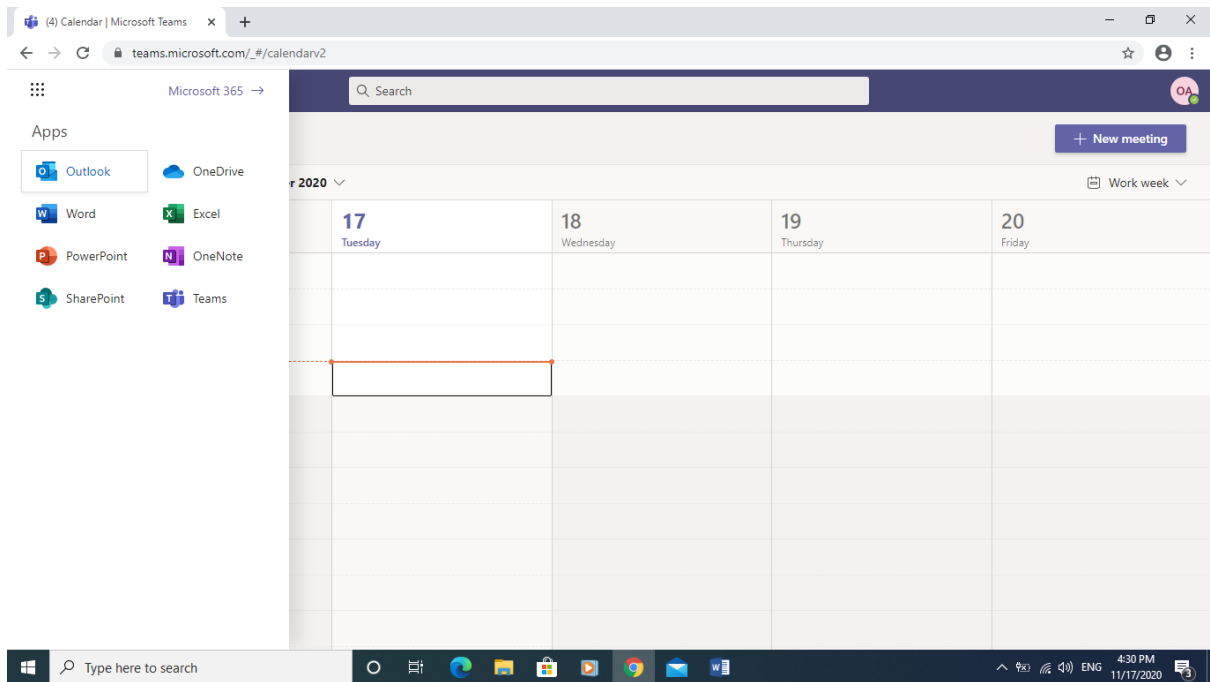 (4) Calendar | Microsoft Teams
teams.microsoft.com/_#/calendarv2
Microsoft 365 →
Search
OA
Apps
+ New meeting
Outlook
OneDrive
r 2020
Work week
Word
Excel
17
18
19
20
Tuesday
Wednesday
Thursday
Friday
PowerPoint
OneNote
SharePoint
Teams
Type here to search
ENG
4:30 PM
11/17/2020
3